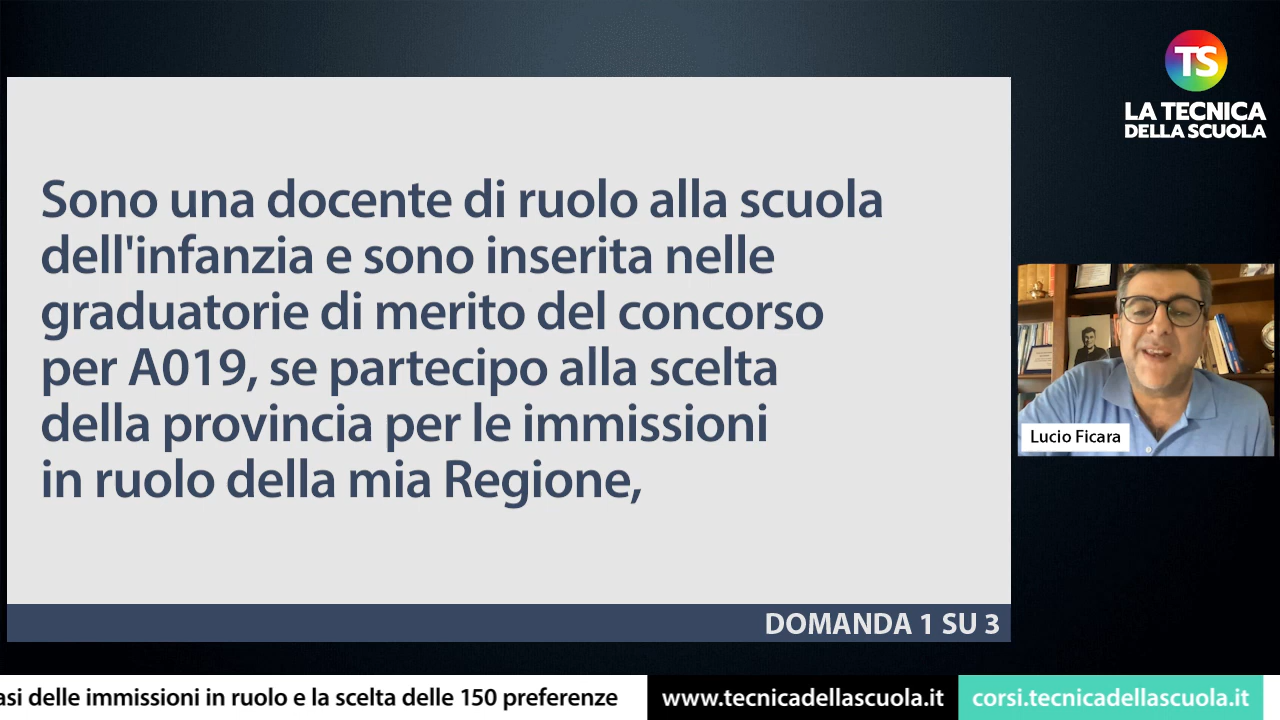 TS
LA TECNICA
DELLA SCUOLA
Sono una docente di ruolo alla scuola
dell'infanzia e sono inserita nelle
graduatorie di merito del concorso
per A019, se partecipo alla scelta
della provincia per le immissioni
in ruolo della mia Regione,
Lucio Ficara
DOMANDA 1 SU 3
asi delle immissioni in ruolo e la scelta delle 150 preferenze
www.tecnicadellascuola.it
corsi.tecnicadellascuola.it